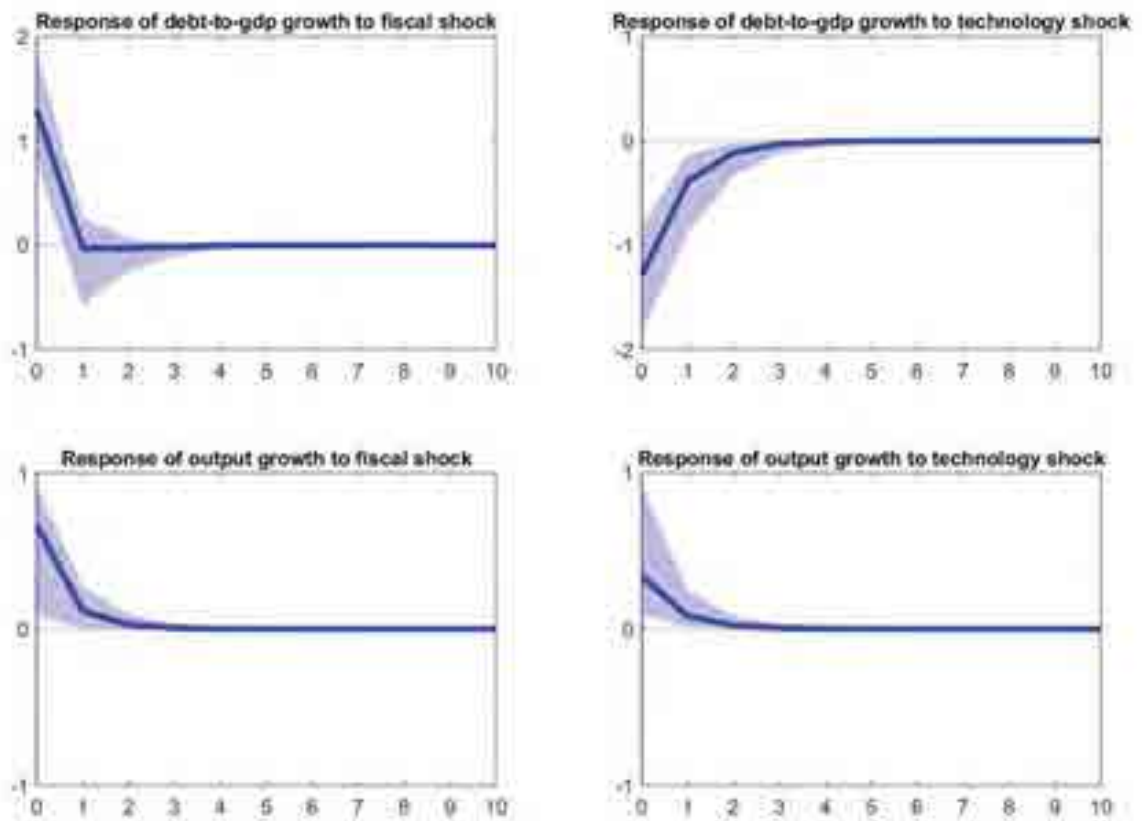 Response of debt-to-gdp growth to fiscal shock
2
1
0
-1
0 1 2 3 4 5 6 7 8 9 10
Response of debt-to-gdp growth to technology shock
1
0
-1
-2
0 1 2 3 4 5 6 7 8 9 10
Response of output growth to fiscal shock
1
0
-1
0 1 2 3 4 5 6 7 8 9 10
Response of output growth to technology shock
1
0
-1
0 1 2 3 4 5 6 7 8 9 10